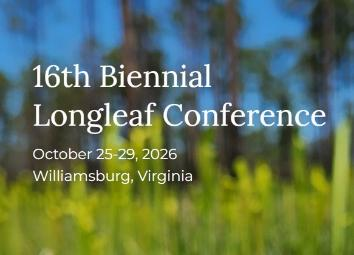 16th Biennial
Longleaf Conference
October 25-29, 2026
Williamsburg, Virginia